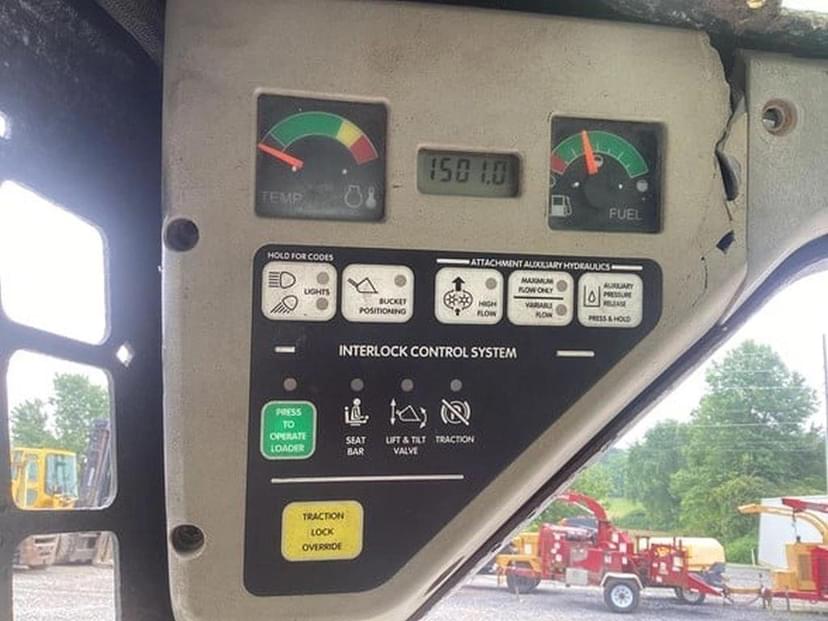 TEMP
1501.0
FUEL
HOLD FOR CODES
LIGHTS
BUCKET
POSITIONING
ATTACHMENT AUXILIARY HYDRAULICS
HIGH
FLOW
MAXIMUM
FLOW ONLY
VARIABLE
FLOW
AUXILIARY
PRESSURE
RELEASE
PRESS & HOLD
INTERLOCK CONTROL SYSTEM
PRESS
TO
OPERATE
LOADER
SEAT
BAR
LIFT & TILT
VALVE
TRACTION
TRACTION
LOCK
OVERRIDE